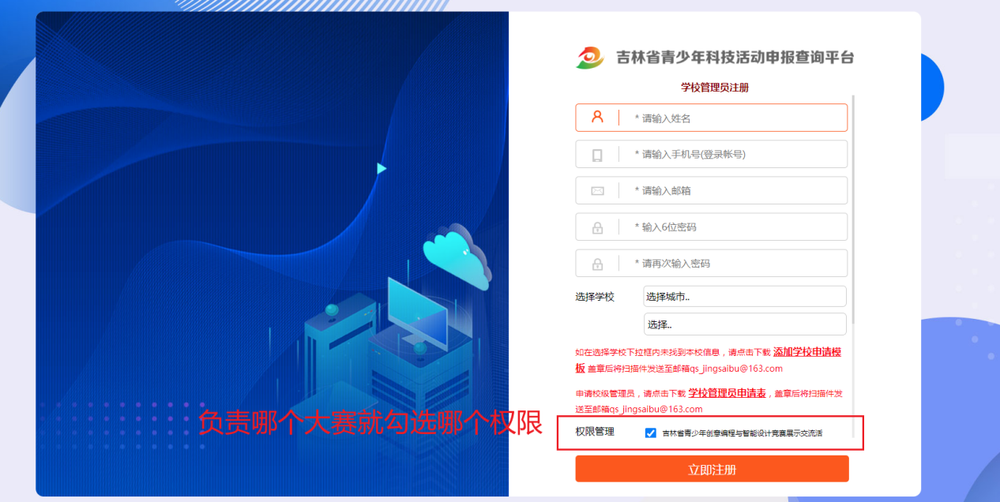 吉林省青少年科技活动申报查询平台
学校管理员注册
* 请输入姓名
* 请输入手机号(登录帐号)
* 请输入邮箱
* 输入6位密码
* 请再次输入密码
选择学校 选择城市..
选择..
如在选择学校下拉框内未找到本校信息，请点击下载 添加学校申请模
板 盖章后将扫描件发送至邮箱qs_jingsaibu@163.com
申请校级管理员，请点击下载 学校管理员申请表，盖章后将扫描件发
送至邮箱qs_jingsaibu@163.com
负责哪个大赛就勾选哪个权限
权限管理 吉林省青少年创意编程与智能设计竞赛展示交流活
立即注册